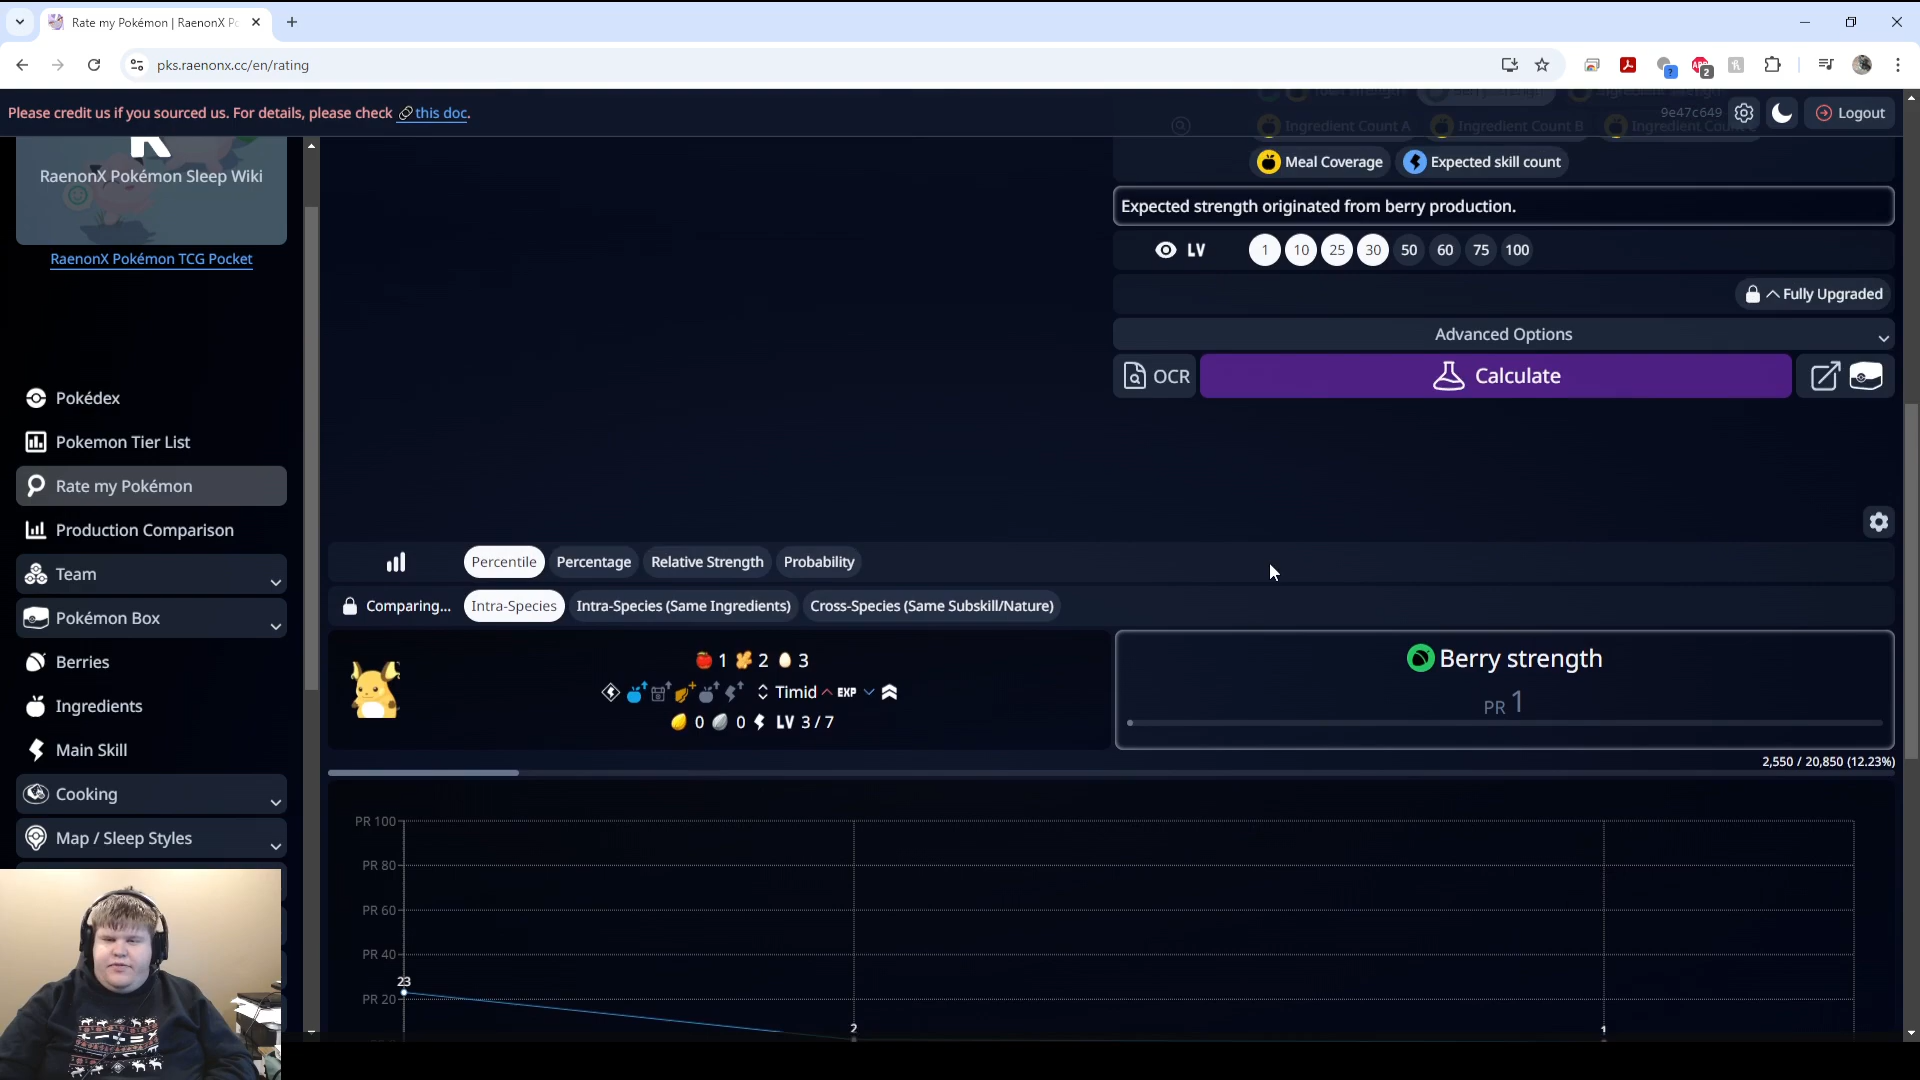 Rate my Pokémon | RaenonX Po
pks.raenonx.cc/en/rating
Please credit us if you sourced us. For details, please check this doc.
9e47c649
Logout
RaenonX Pokémon Sleep Wiki
RaenonX Pokémon TCG Pocket
Pokédex
Pokemon Tier List
Rate my Pokémon
Production Comparison
Team
Pokémon Box
Berries
Ingredients
Main Skill
Cooking
Map / Sleep Styles
Ingredient Count A Ingredient Count B Ingredient
Meal Coverage Expected skill count
Expected strength originated from berry production.
LV 1 10 25 30 50 60 75 100
Fully Upgraded
Advanced Options
OCR Calculate
Percentile Percentage Relative Strength Probability
Comparing... Intra-Species Intra-Species (Same Ingredients) Cross-Species (Same Subskill/Nature)
1 2 3
Timid EXP
0 0 LV 3 / 7
Berry strength
PR 1
2,550 / 20,850 (12.23%)
PR 100
PR 80
PR 60
PR 40
23
PR 20
2 1